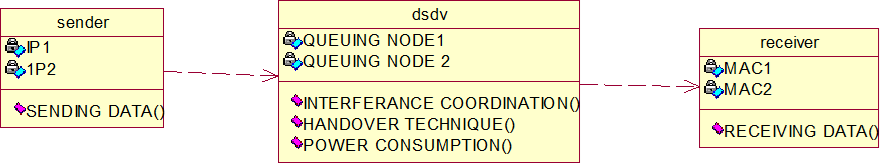 sender
IP1
1P2
SENDING DATA()
dsdv
QUEUING NODE1
QUEUING NODE 2
INTERFERANCE COORDINATION()
HANDOVER TECHNIQUE()
POWER CONSUMPTION()
receiver
MAC1
MAC2
RECEIVING DATA()